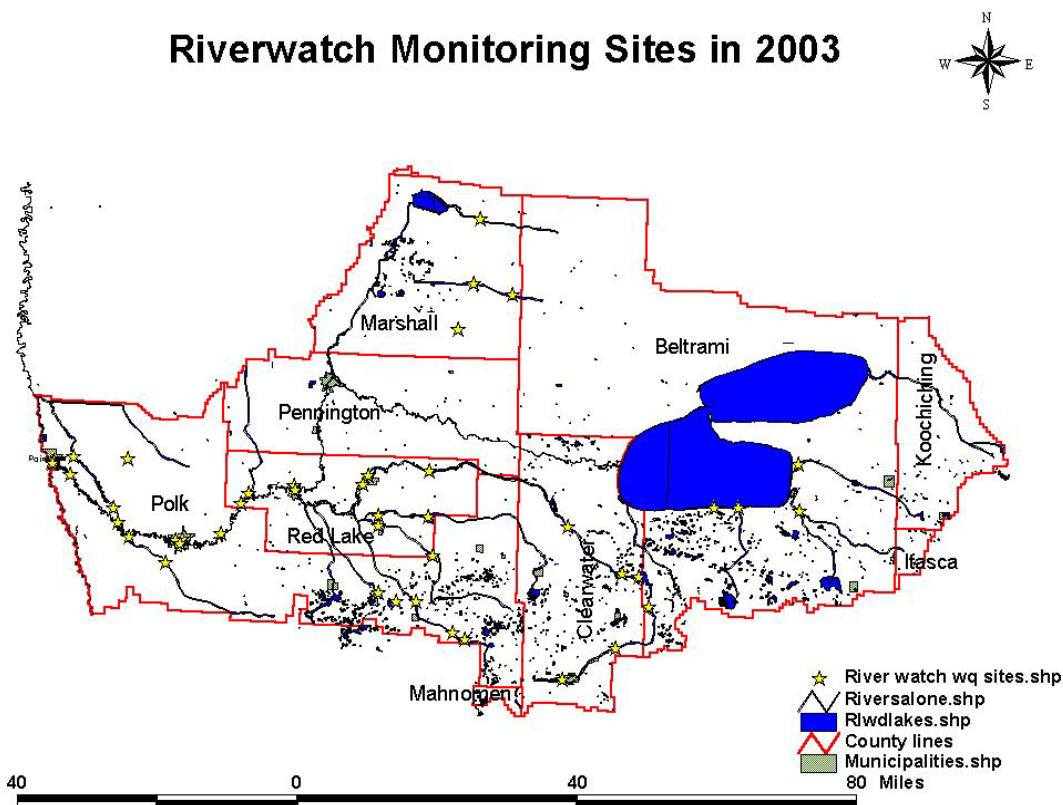 Riverwatch Monitoring Sites in 2003
N
W E
S
Marshall
Beltrami
Koochiching
Pennington
Polk
Red Lake
Clearwater
Itasca
Mahnomen
River watch wq sites.shp
Riversalone.shp
Rlwdlakes.shp
County lines
Municipalities.shp
40 0 40 80 Miles